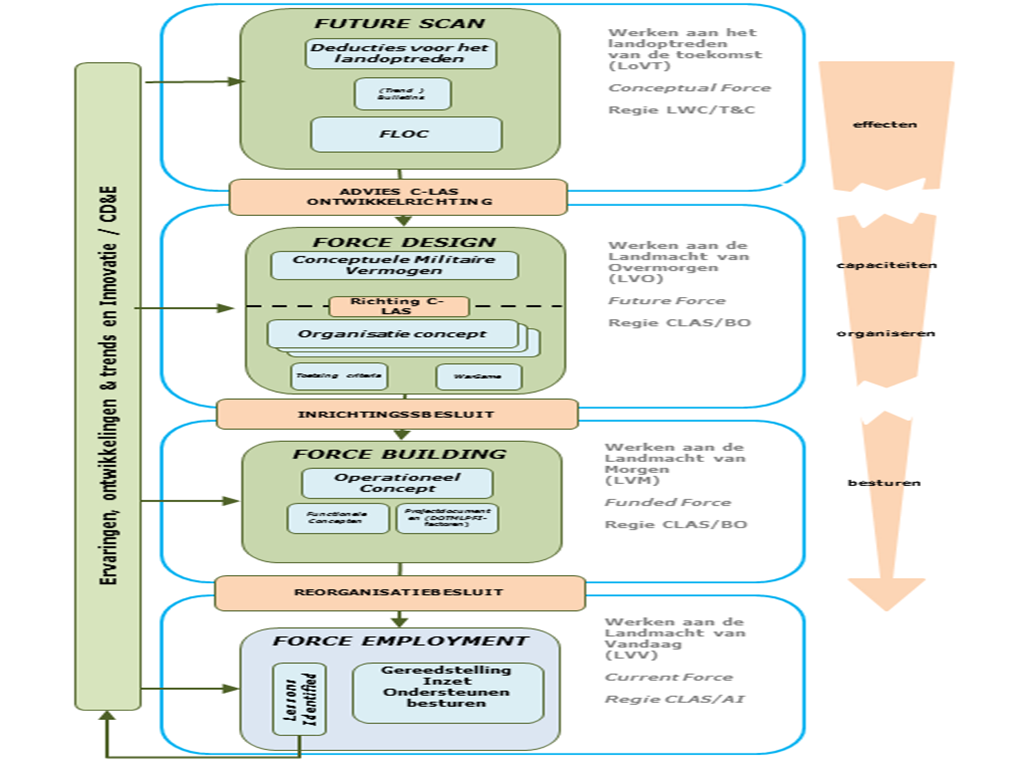 Ervaringen, ontwikkelingen & trends en Innovatie / CD&E
FUTURE SCAN
Deducties voor het
landoptreden
(Trend )
Bulletins
FLOC
Werken aan het
landoptreden
van de toekomst
(LoVT)
Conceptual Force
Regie LWC/T&C
ADVIES C-LAS
ONTWIKKELRICHTING
FORCE DESIGN
Conceptuele Militaire
Vermogen
Richting C-
LAS
Organisatie concept
Toetsing criteria
WarGame
Werken aan de
Landmacht van
Overmorgen
(LVO)
Future Force
Regie CLAS/BO
INRICHTINGSSBESLUIT
FORCE BUILDING
Operationeel
Concept
Functionele
Concepten
Projectdocument
en (DOTMLPFI-
factoren)
Werken aan de
Landmacht van
Morgen
(LVM)
Funded Force
Regie CLAS/BO
REORGANISATIEBESLUIT
FORCE EMPLOYMENT
Lessons
Identified
Gereedstelling
Inzet
Ondersteunen
besturen
Werken aan de
Landmacht van
Vandaag
(LVV)
Current Force
Regie CLAS/AI
effecten
capaciteiten
organiseren
besturen